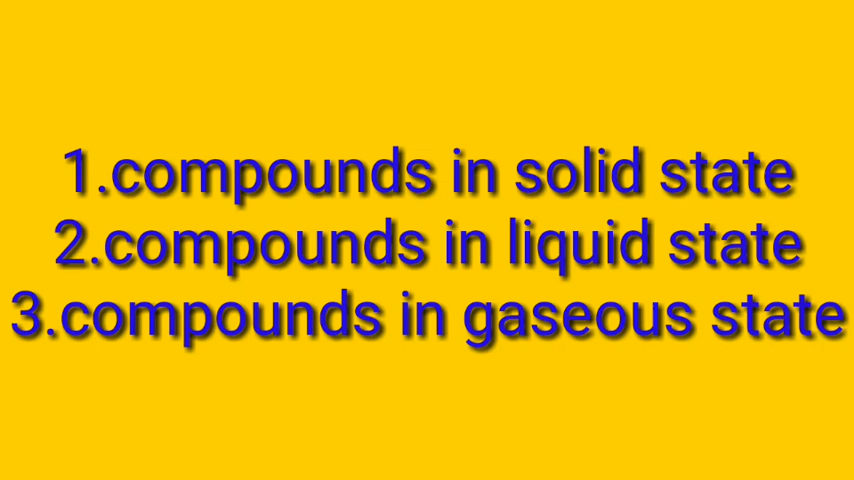 1.compounds in solid state
2.compounds in liquid state
3.compounds in gaseous state